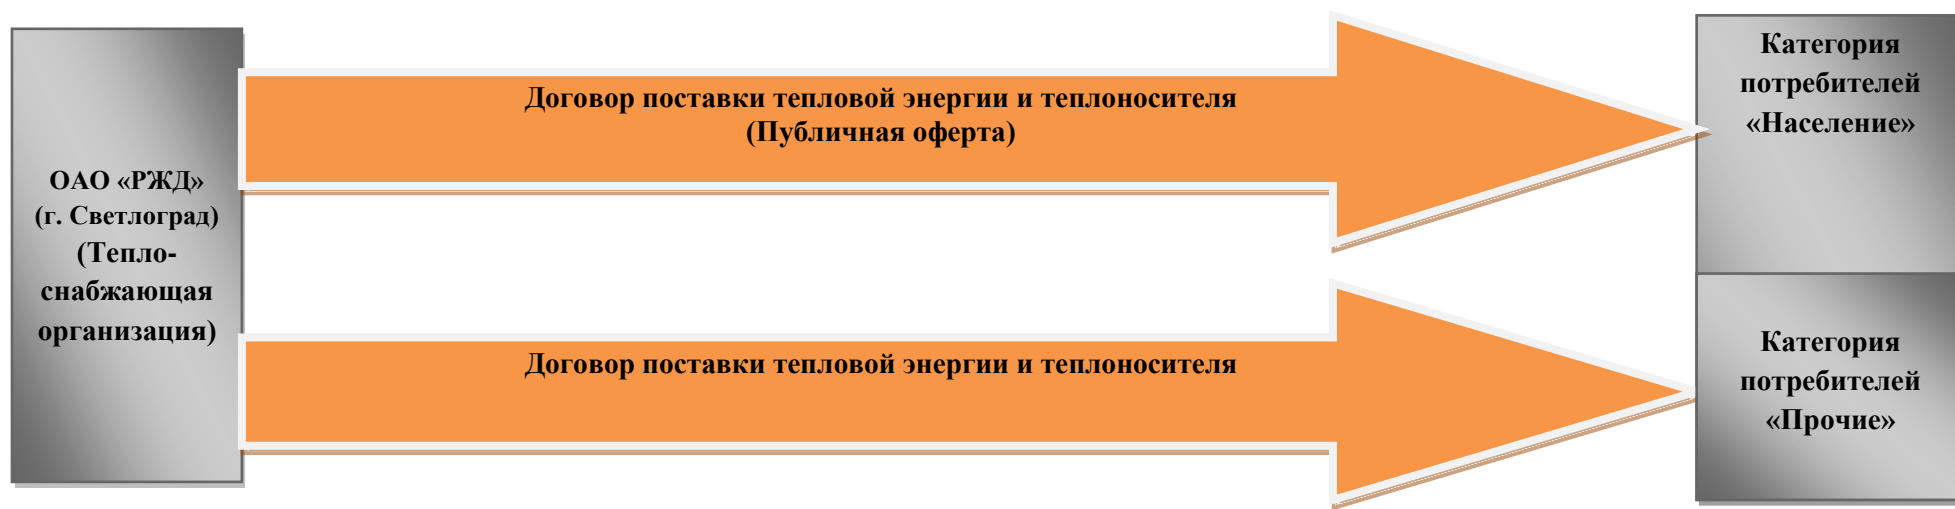 ОАО «РЖД»
(г. Светлоград)
(Тепло-
снабжающая
организация)
Договор поставки тепловой энергии и теплоносителя
(Публичная оферта)
Договор поставки тепловой энергии и теплоносителя
Категория
потребителей
«Население»
Категория
потребителей
«Прочие»